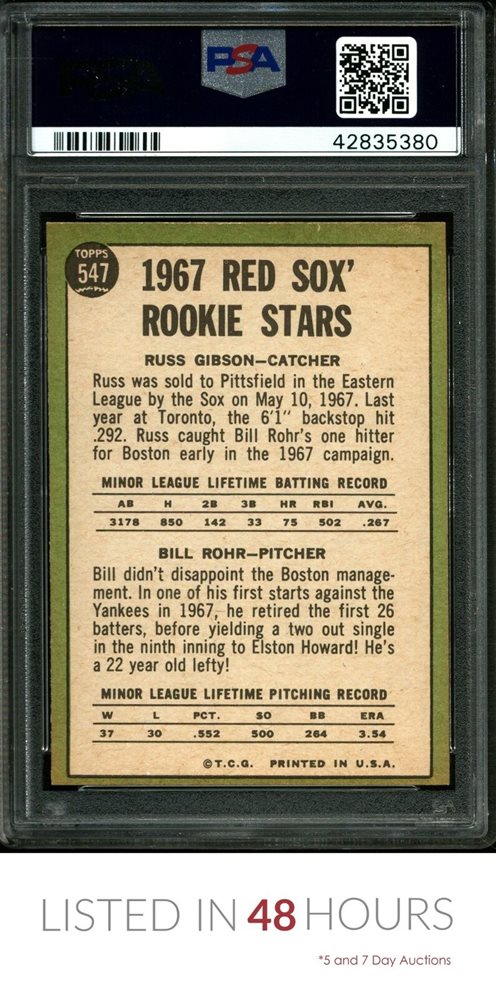 PSA
42835380
TOPPS
547
1967 RED SOX'
ROOKIE STARS
RUSS GIBSON—CATCHER
Russ was sold to Pittsfield in the Eastern
League by the Sox on May 10, 1967. Last
year at Toronto, the 6'1" backstop hit
.292. Russ caught Bill Rohr's one hitter
for Boston early in the 1967 campaign.
MINOR LEAGUE LIFETIME BATTING RECORD
AB H 2B 3B HR RBI AVG.
3178 850 142 33 75 502 .267
BILL ROHR-PITCHER
Bill didn't disappoint the Boston manage-
ment. In one of his first starts against the
Yankees in 1967, he retired the first 26
batters, before yielding a two out single
in the ninth inning to Elston Howard! He's
a 22 year old lefty!
MINOR LEAGUE LIFETIME PITCHING RECORD
W L PCT. SO BB ERA
37 30 .552 500 264 3.54
©T.C.G. PRINTED IN U.S.A.
LISTED IN 48 HOURS
*5 and 7 Day Auctions